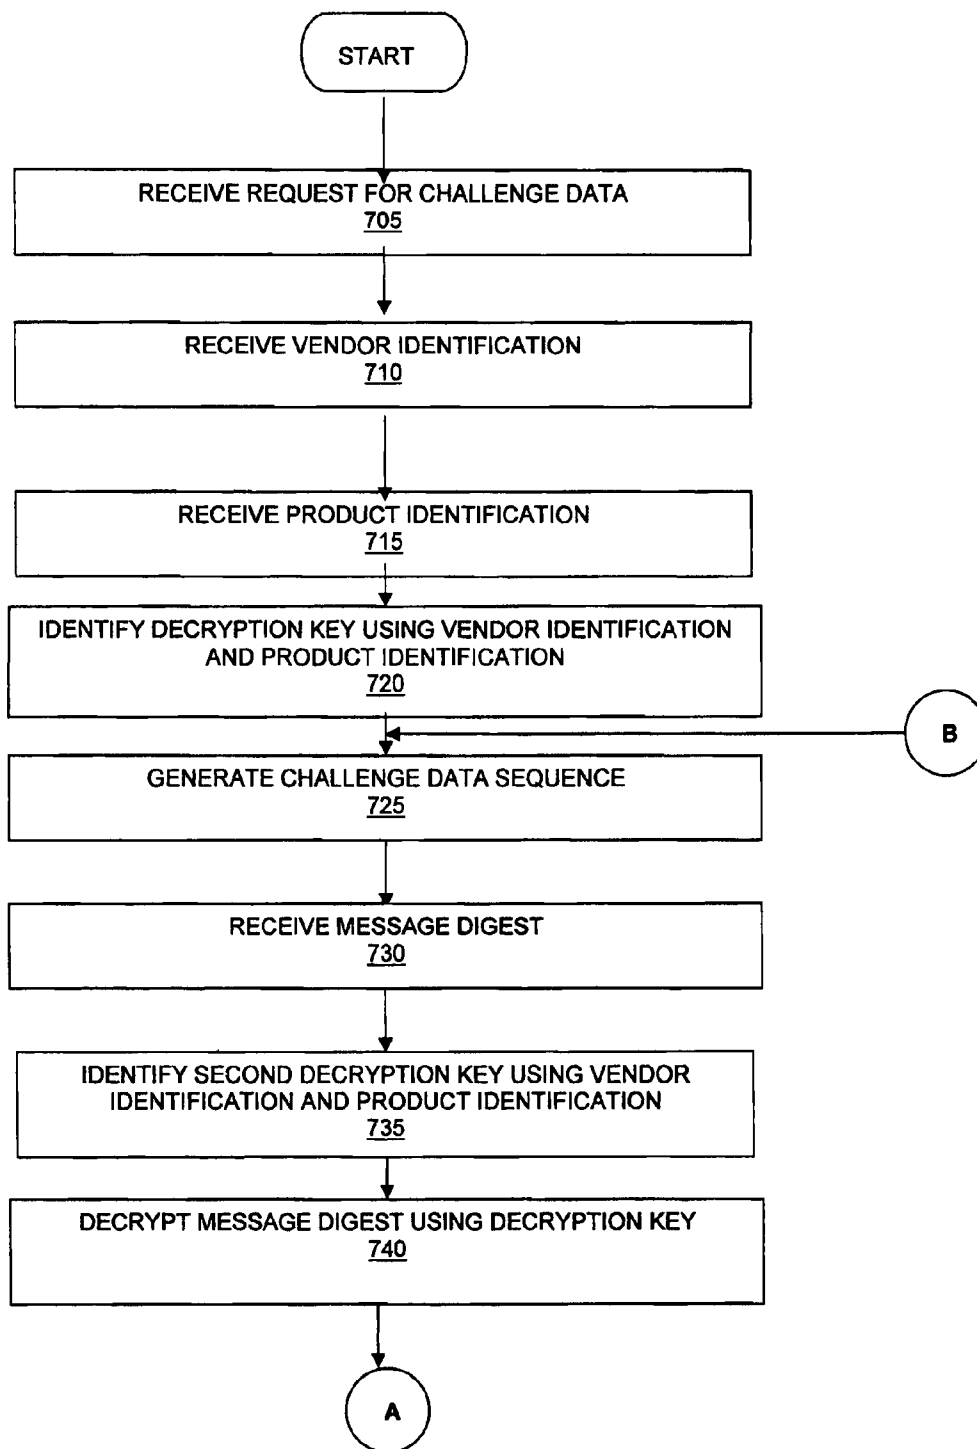 START
RECEIVE REQUEST FOR CHALLENGE DATA
705
RECEIVE VENDOR IDENTIFICATION
710
RECEIVE PRODUCT IDENTIFICATION
715
IDENTIFY DECRYPTION KEY USING VENDOR IDENTIFICATION
AND PRODUCT IDENTIFICATION
720
B
GENERATE CHALLENGE DATA SEQUENCE
725
RECEIVE MESSAGE DIGEST
730
IDENTIFY SECOND DECRYPTION KEY USING VENDOR
IDENTIFICATION AND PRODUCT IDENTIFICATION
735
DECRYPT MESSAGE DIGEST USING DECRYPTION KEY
740
A